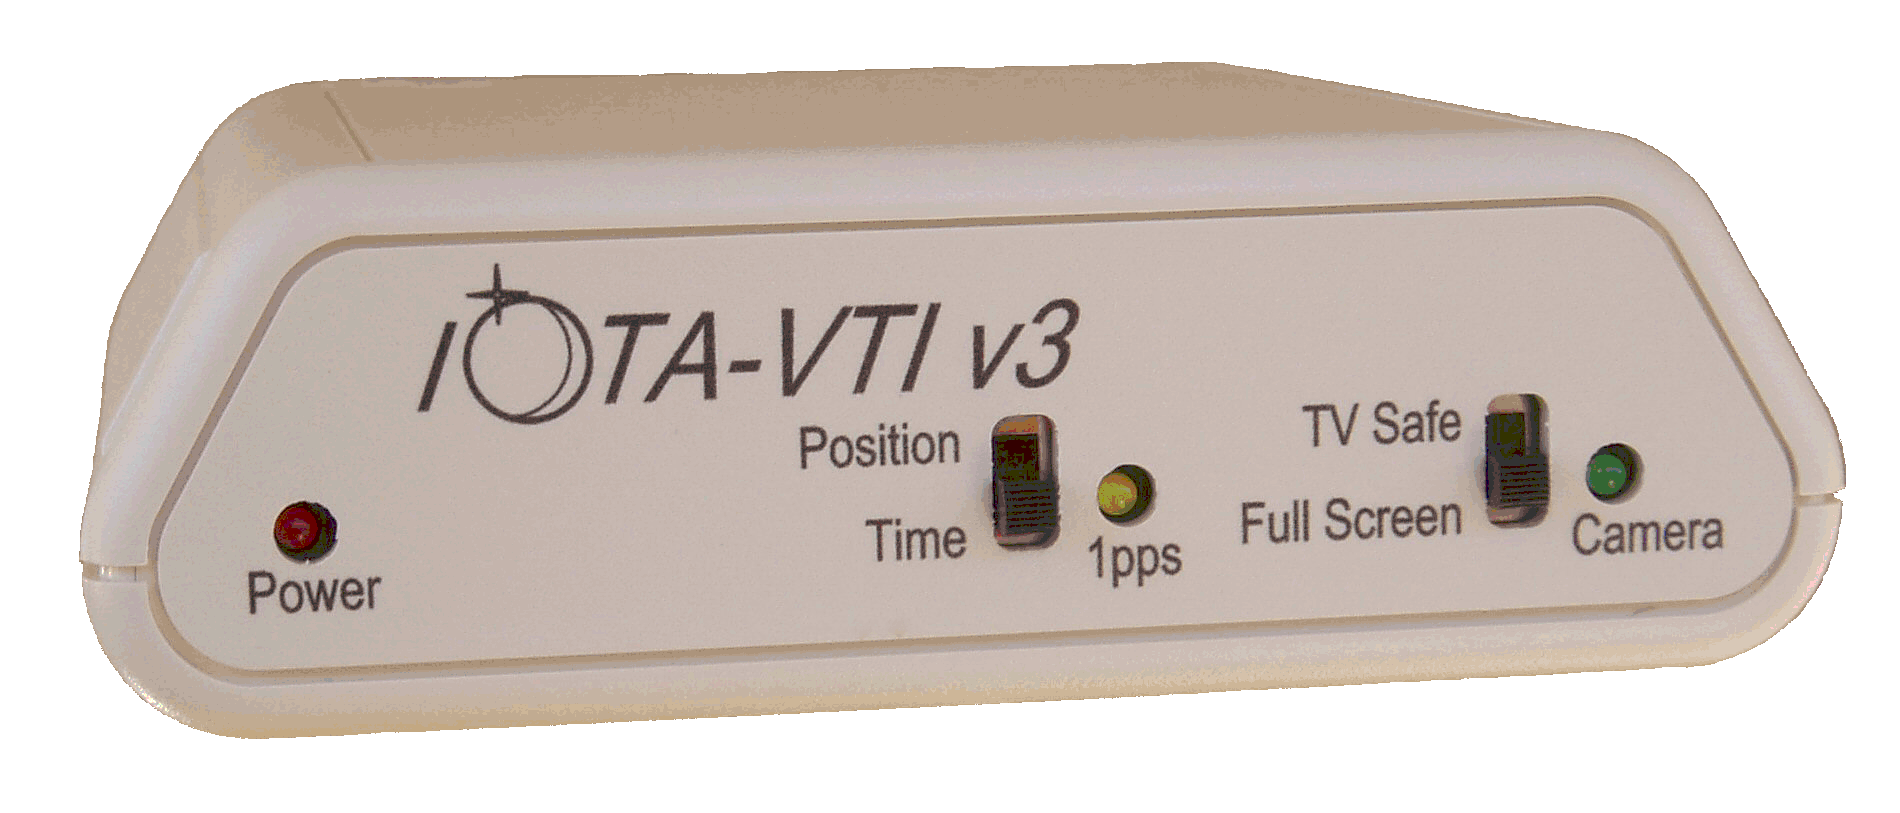 IOTA-VTI v3
Position
Time
1pps
TV Safe
Full Screen
Camera
Power